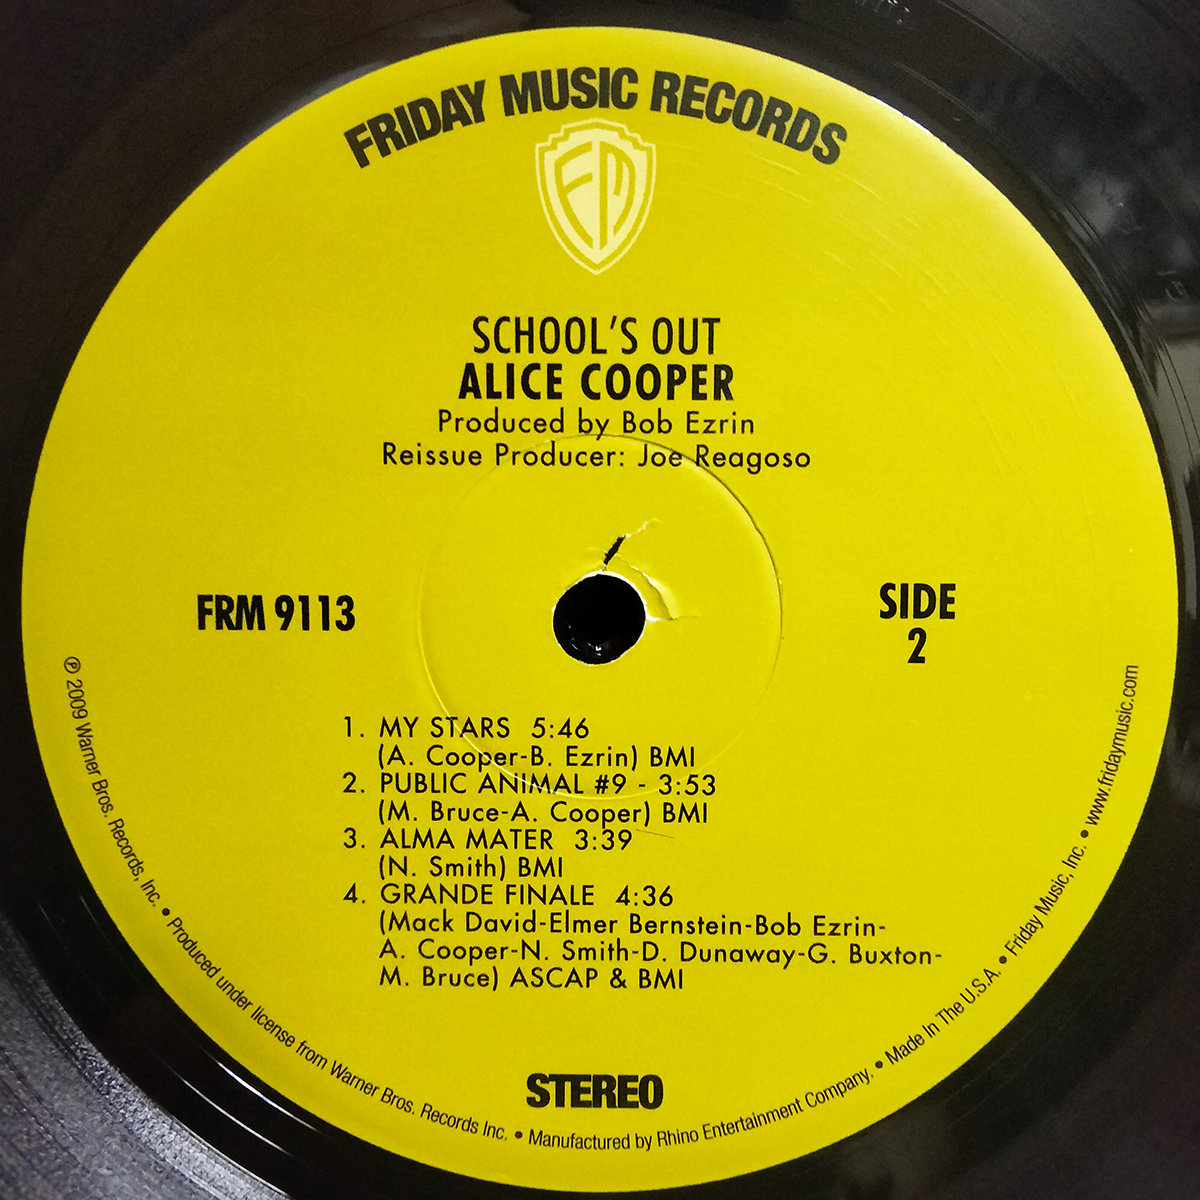 FRIDAY MUSIC RECORDS
FM
SCHOOL'S OUT
ALICE COOPER
Produced by Bob Ezrin
Reissue Producer: Joe Reagoso
FRM 9113
SIDE
2
1. MY STARS 5:46
(A. Cooper-B. Ezrin) BMI
2. PUBLIC ANIMAL #9 - 3:53
(M. Bruce-A. Cooper) BMI
3. ALMA MATER 3:39
(N. Smith) BMI
4. GRANDE FINALE 4:36
(Mack David-Elmer Bernstein-Bob Ezrin-
A. Cooper-N. Smith-D. Dunaway-G. Buxton-
M. Bruce) ASCAP & BMI
STEREO
℗ 2009 Warner Bros. Records, Inc. • Produced under license from Warner Bros. Records Inc. • Manufactured by Rhino Entertainment Company. • Made In The U.S.A. • Friday Music, Inc. • www.fridaymusic.com